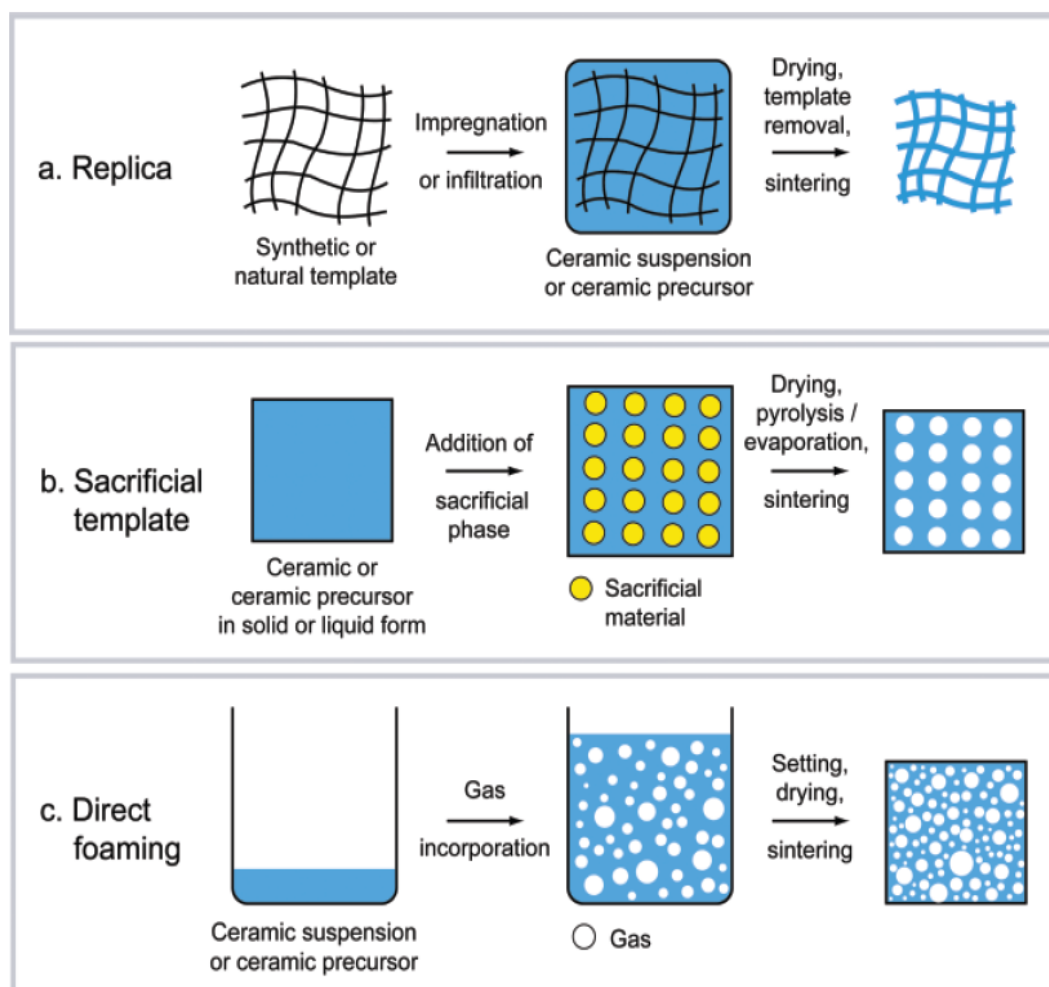 a. Replica
Synthetic or
natural template
Impregnation
or infiltration
Ceramic suspension
or ceramic precursor
Drying,
template
removal,
sintering
b. Sacrificial
template
Ceramic or
ceramic precursor
in solid or liquid form
Addition of
sacrificial
phase
Sacrificial
material
Drying,
pyrolysis /
evaporation,
sintering
c. Direct
foaming
Ceramic suspension
or ceramic precursor
Gas
incorporation
Gas
Setting,
drying,
sintering